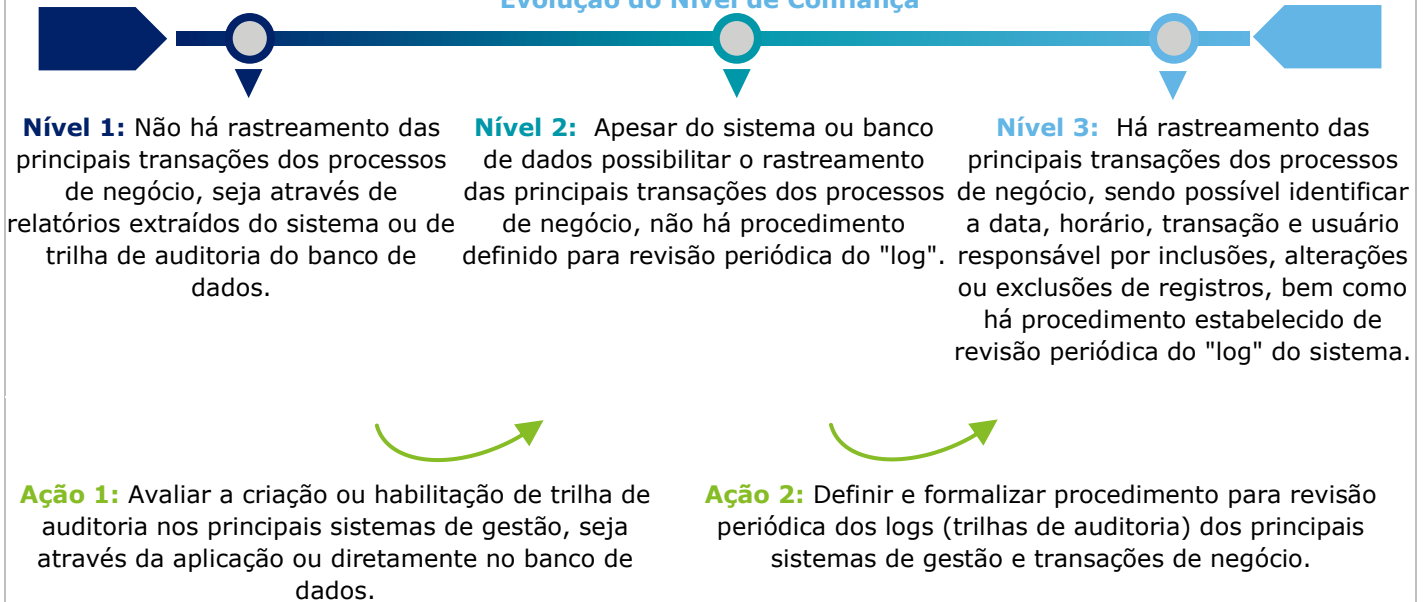 Evolução do Nível de Confiança
Nível 1: Não há rastreamento das
principais transações dos processos
de negócio, seja através de
relatórios extraídos do sistema ou de
trilha de auditoria do banco de
dados.
Nível 2: Apesar do sistema ou banco
de dados possibilitar o rastreamento
das principais transações dos processos
de negócio, não há procedimento
definido para revisão periódica do "log".
Nível 3: Há rastreamento das
principais transações dos processos
de negócio, sendo possível identificar
a data, horário, transação e usuário
responsável por inclusões, alterações
ou exclusões de registros, bem como
há procedimento estabelecido de
revisão periódica do "log" do sistema.
Ação 1: Avaliar a criação ou habilitação de trilha de
auditoria nos principais sistemas de gestão, seja
através da aplicação ou diretamente no banco de
dados.
Ação 2: Definir e formalizar procedimento para revisão
periódica dos logs (trilhas de auditoria) dos principais
sistemas de gestão e transações de negócio.